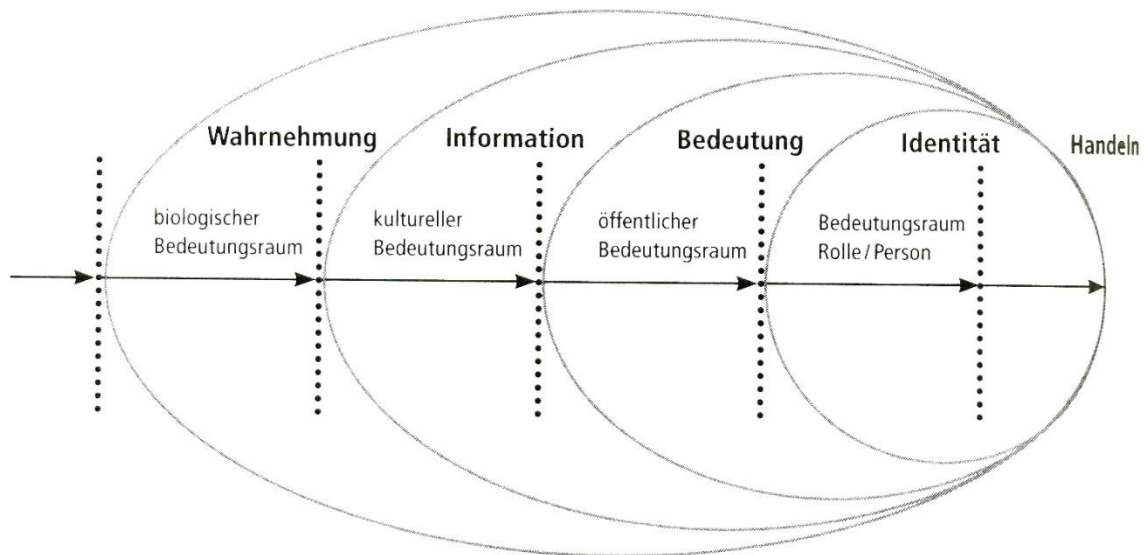 Wahrnehmung
Information
Bedeutung
Identität
Handeln
biologischer
Bedeutungsraum
kultureller
Bedeutungsraum
öffentlicher
Bedeutungsraum
Bedeutungsraum
Rolle/Person